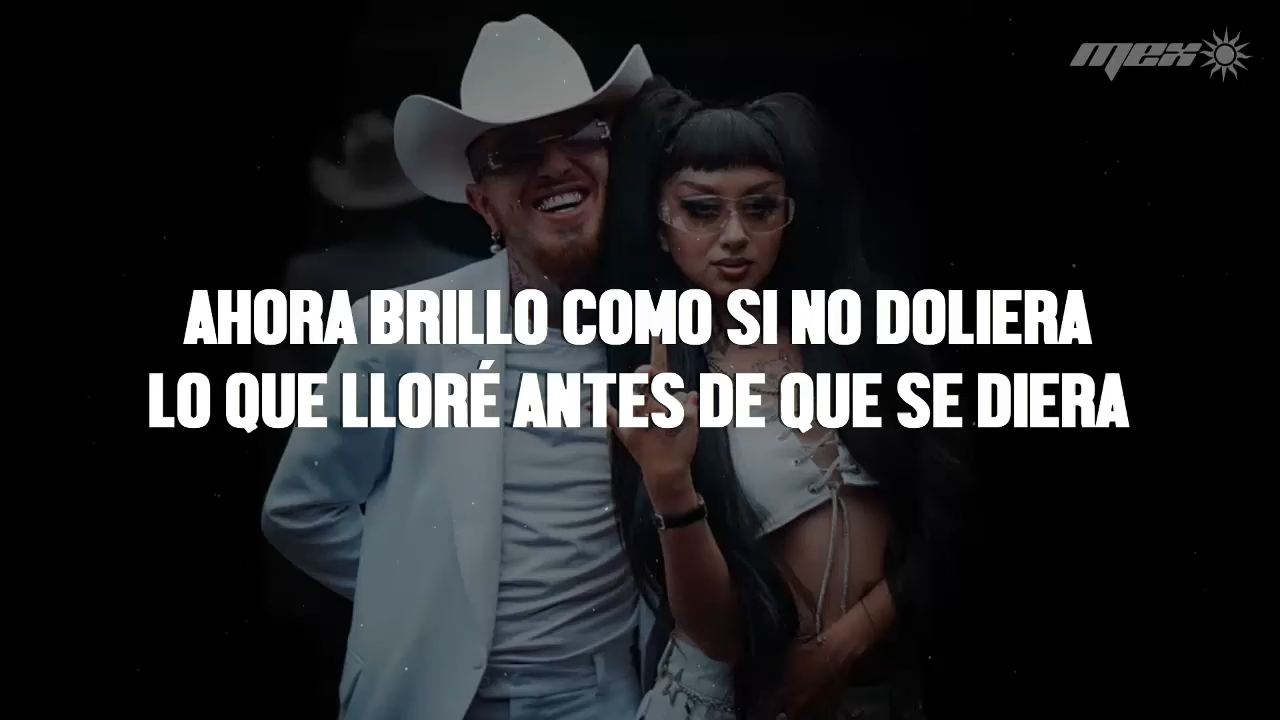 MEX
AHORA BRILLO COMO SI NO DOLIERA
LO QUE LLORÉ ANTES DE QUE SE DIERA